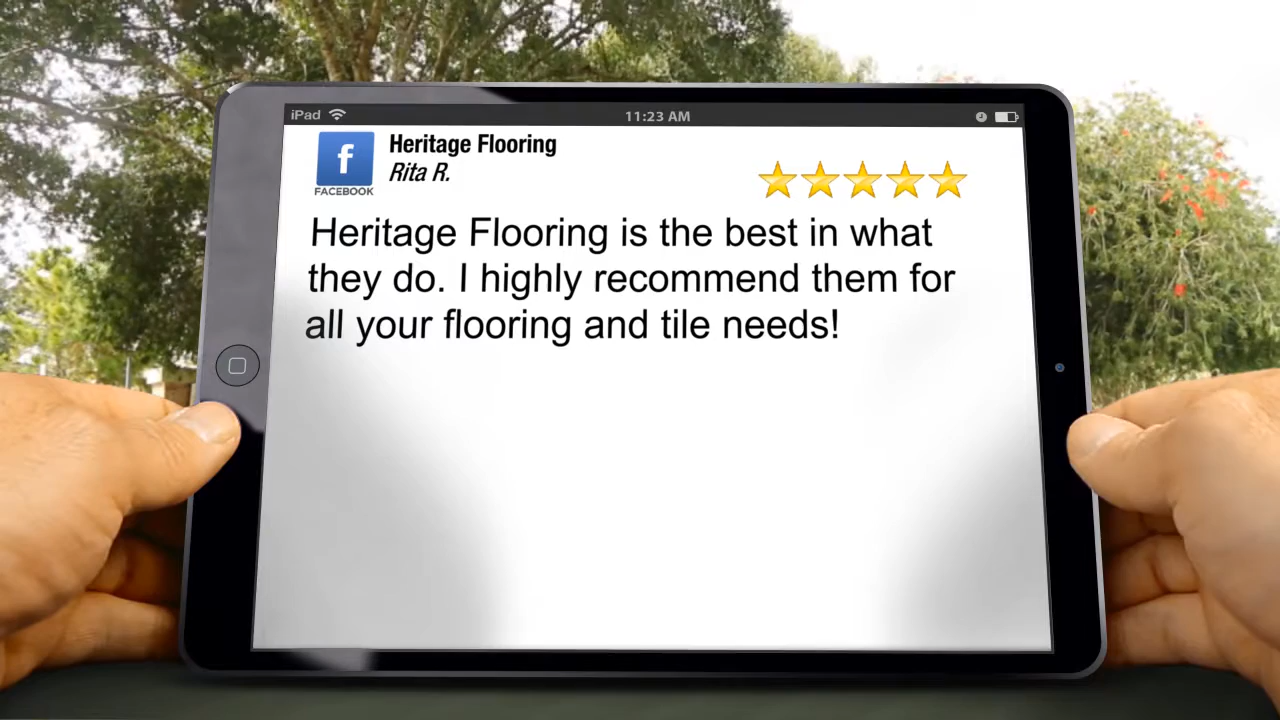 iPad
11:23 AM
f
FACEBOOK
Heritage Flooring
Rita R.
Heritage Flooring is the best in what
they do. I highly recommend them for
all your flooring and tile needs!